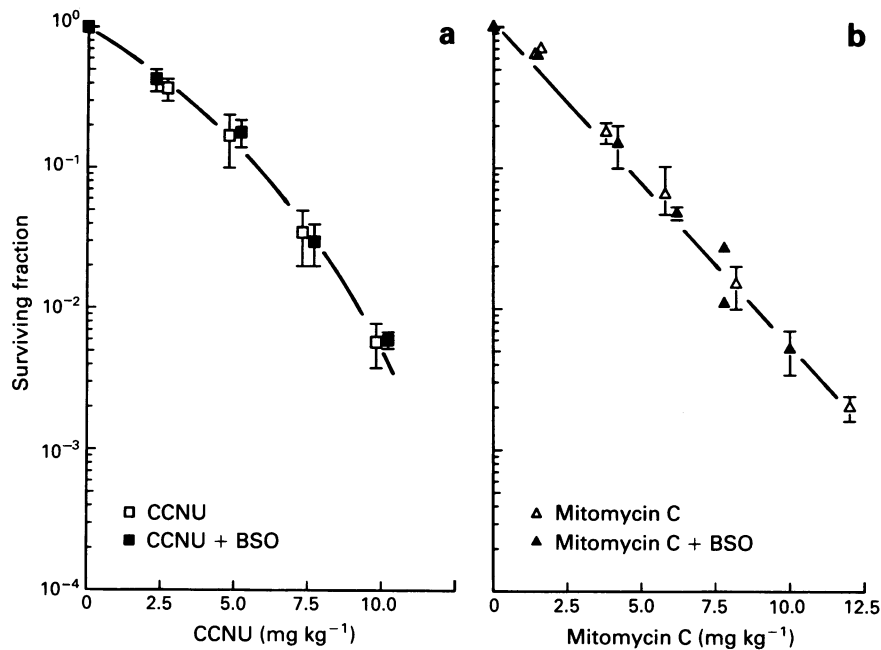 a
b
10⁰
10⁻¹
10⁻²
10⁻³
10⁻⁴
Surviving fraction
CCNU
CCNU + BSO
0 2.5 5.0 7.5 10.0
CCNU (mg kg⁻¹)
Mitomycin C
Mitomycin C + BSO
0 2.5 5.0 7.5 10.0 12.5
Mitomycin C (mg kg⁻¹)